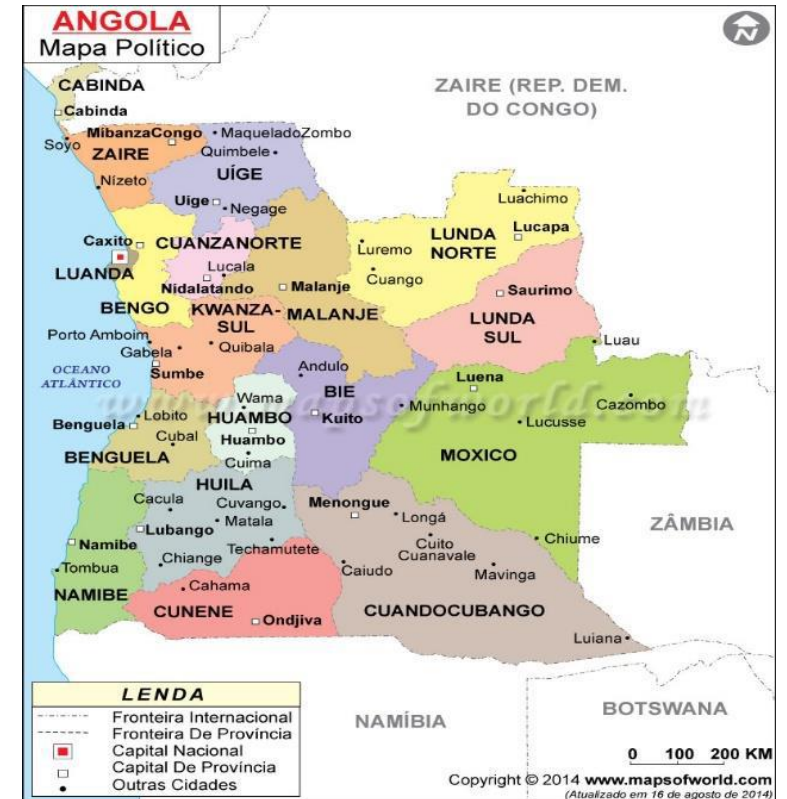 ANGOLA
Mapa Político
N
ZAIRE (REP. DEM.
DO CONGO)
CABINDA
Cabinda
Soyo
MibanzaCongo
ZAIRE
Nízeto
MaqueladoZombo
Quimbele
UÍGE
Uige
Negage
Caxito
CUANZANORTE
LUANDA
Lucala
Nidalatando
BENGO
Luachimo
Lucapa
LUNDA
NORTE
Luremo
Cuango
Malanje
MALANJE
Saurimo
LUNDA
SUL
KWANZA-
SUL
Porto Amboim
Gabela
Quibala
Sumbe
Luau
OCEANO
ATLÂNTICO
Andulo
BIE
Kuito
Luena
Munhango
Cazombo
Lucusse
MOXICO
www.mapsofworld.com
Wama
HUAMBO
Huambo
Cuima
Lobito
Benguela
Cubal
BENGUELA
HUILA
Cacula
Cuvango
Matala
Lubango
Techamutete
Chiange
Menongue
Longá
Cuito
Cuanavale
Chiume
Caiudo
Mavinga
ZÂMBIA
Namibe
Tombua
NAMIBE
Cahama
CUNENE
Ondjiva
CUANDOCUBANGO
Luiana
LENDA
Fronteira Internacional
Fronteira De Província
Capital Nacional
Capital De Província
Outras Cidades
NAMÍBIA
BOTSWANA
0 100 200 KM
Copyright © 2014 www.mapsofworld.com
(Atualizado em 16 de agosto de 2014)